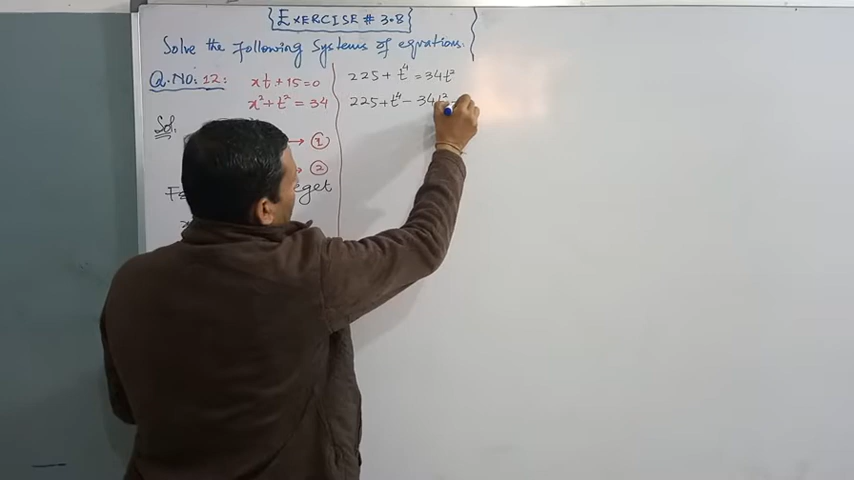 EXERCISE # 3.8
Solve the Following Systems of equations.
Q.No: 12: xt + 15 = 0
x² + t² = 34
Sol.
→ ①
②
get
225 + t⁴ = 34t²
225 + t⁴ - 34t²